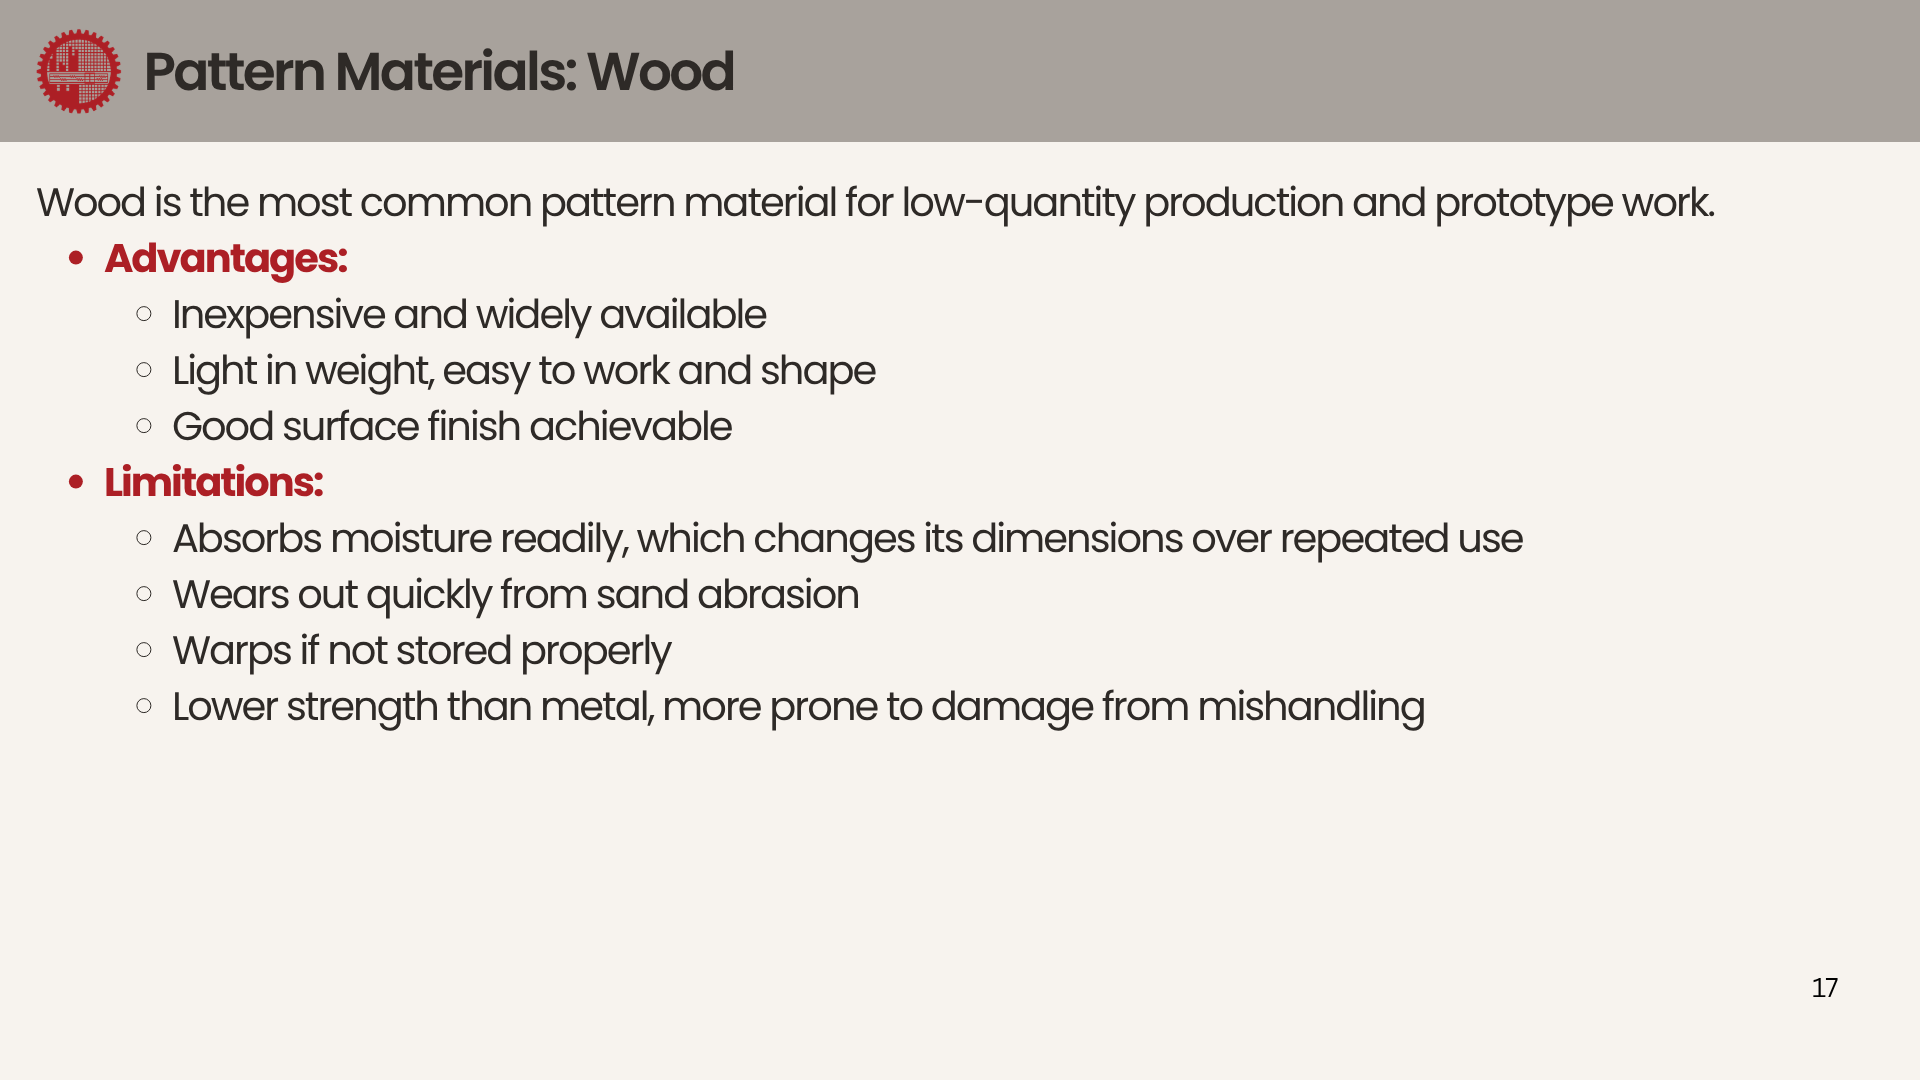 Pattern Materials: Wood
Wood is the most common pattern material for low-quantity production and prototype work.
Advantages:
Inexpensive and widely available
Light in weight, easy to work and shape
Good surface finish achievable
Limitations:
Absorbs moisture readily, which changes its dimensions over repeated use
Wears out quickly from sand abrasion
Warps if not stored properly
Lower strength than metal, more prone to damage from mishandling
17